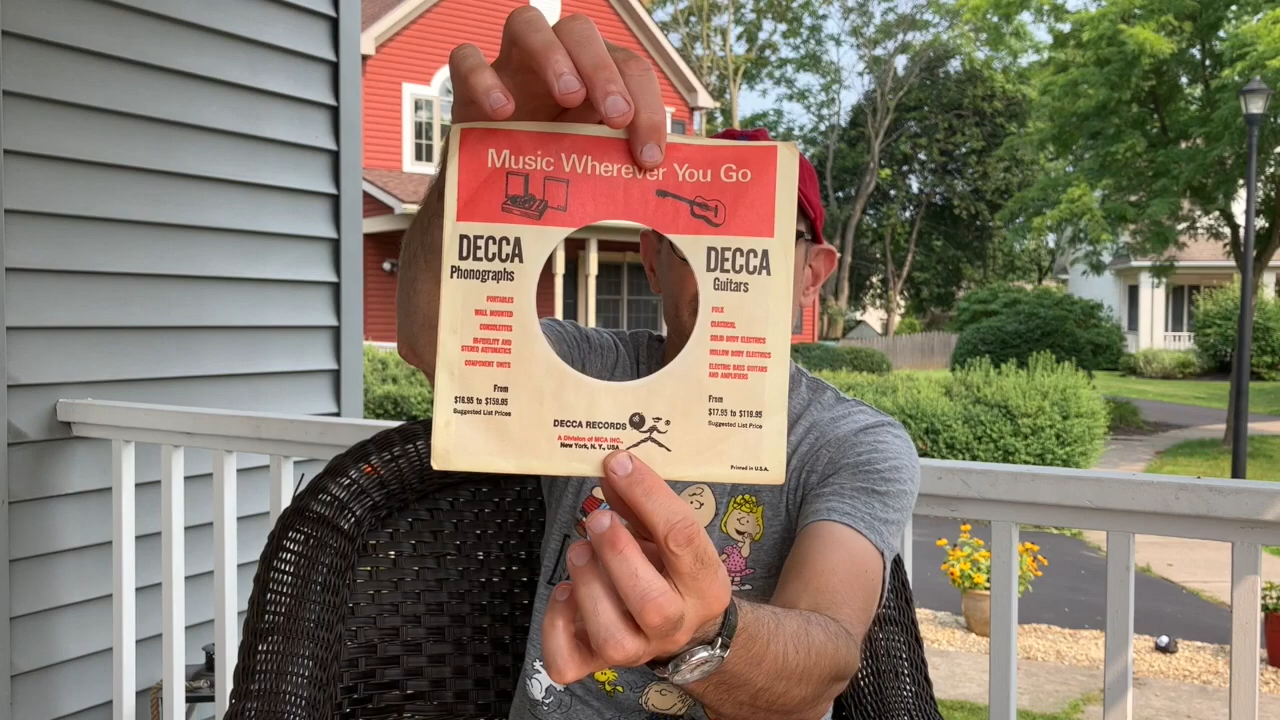 Music Wherever You Go
DECCA
Phonographs
PORTABLES
WALL MOUNTED
CONSOLETTES
HI-FIDELITY AND
STEREO AUTOMATICS
COMPONENT UNITS
From
$16.95 to $159.95
Suggested List Prices
DECCA
Guitars
FOLK
CLASSICAL
SOLID BODY ELECTRICS
HOLLOW BODY ELECTRICS
ELECTRIC BASS GUITARS
AND AMPLIFIERS
From
$17.95 to $119.95
Suggested List Price
DECCA RECORDS
A Division of MCA INC.,
New York, N. Y., USA
Printed in U.S.A.